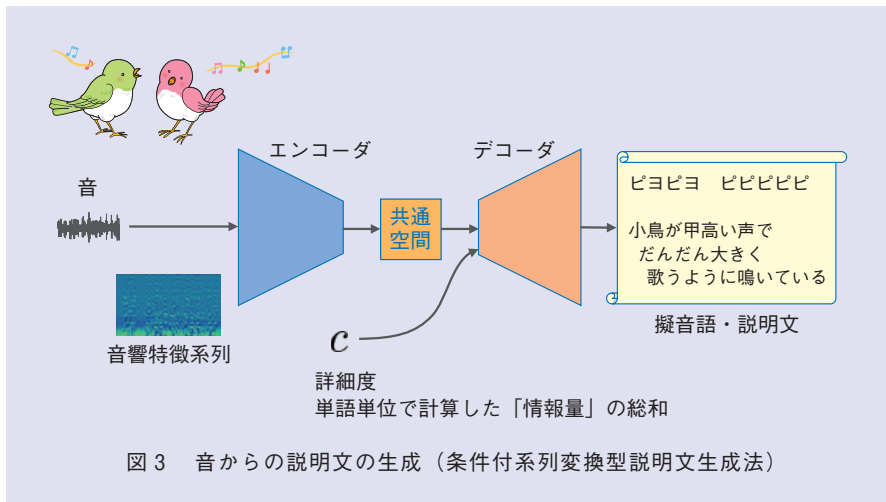 エンコーダ
デコーダ
音
共通
空間
ピヨピヨ　ピピピピピ
小鳥が甲高い声で
だんだん大きく
歌うように鳴いている
擬音語・説明文
音響特徴系列
c
詳細度
単語単位で計算した「情報量」の総和
図3　音からの説明文の生成（条件付系列変換型説明文生成法）